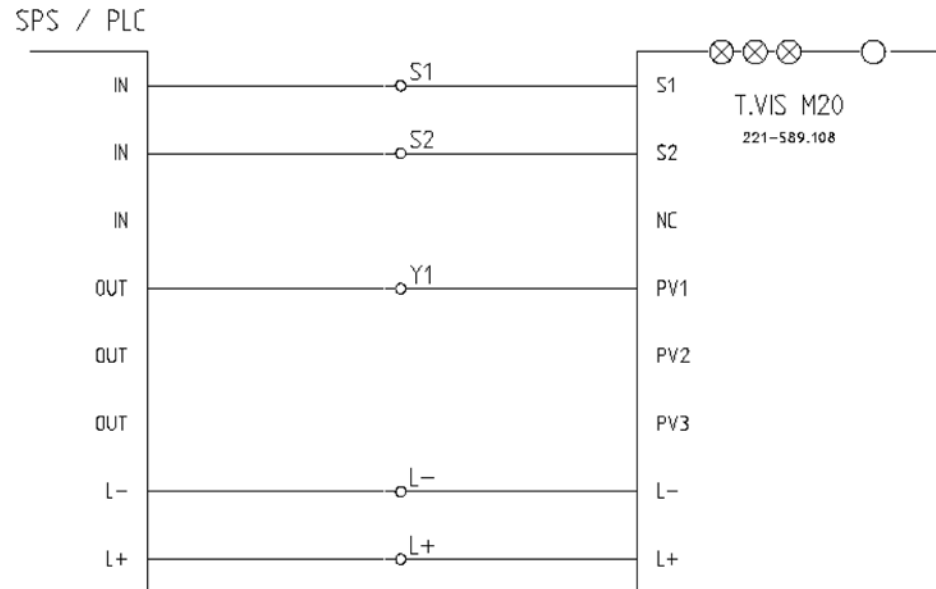 SPS / PLC
IN S1 S1
T.VIS M20
221-589.108
IN S2 S2
IN NC
OUT Y1 PV1
OUT PV2
OUT PV3
L- L- L-
L+ L+ L+